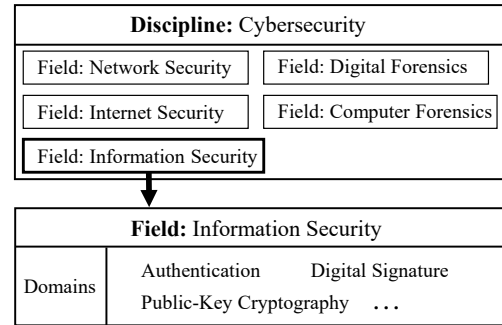 Discipline: Cybersecurity
Field: Network Security
Field: Digital Forensics
Field: Internet Security
Field: Computer Forensics
Field: Information Security
Field: Information Security
Domains
Authentication
Digital Signature
Public-Key Cryptography
...